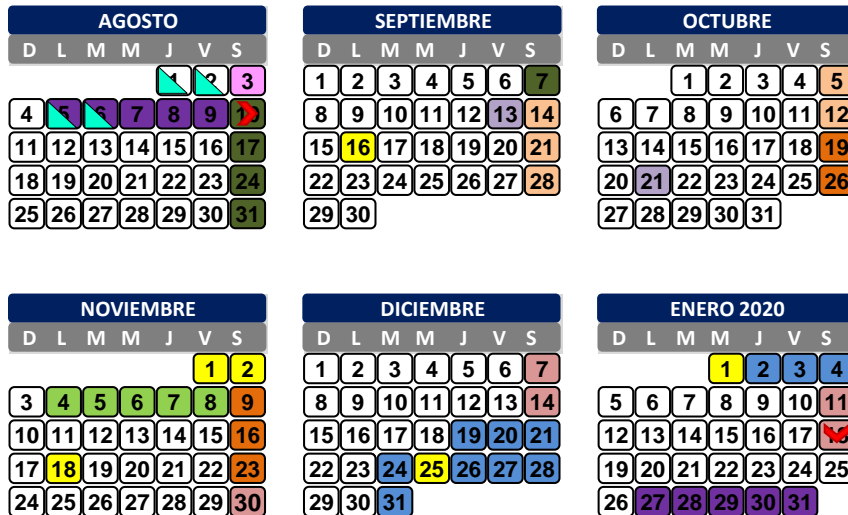 AGOSTO
D L M M J V S
1 2 3
4 5 6 7 8 9 10
11 12 13 14 15 16 17
18 19 20 21 22 23 24
25 26 27 28 29 30 31
SEPTIEMBRE
D L M M J V S
1 2 3 4 5 6 7
8 9 10 11 12 13 14
15 16 17 18 19 20 21
22 23 24 25 26 27 28
29 30
OCTUBRE
D L M M J V S
1 2 3 4 5
6 7 8 9 10 11 12
13 14 15 16 17 18 19
20 21 22 23 24 25 26
27 28 29 30 31
NOVIEMBRE
D L M M J V S
1 2
3 4 5 6 7 8 9
10 11 12 13 14 15 16
17 18 19 20 21 22 23
24 25 26 27 28 29 30
DICIEMBRE
D L M M J V S
1 2 3 4 5 6 7
8 9 10 11 12 13 14
15 16 17 18 19 20 21
22 23 24 25 26 27 28
29 30 31
ENERO 2020
D L M M J V S
1 2 3 4
5 6 7 8 9 10 11
12 13 14 15 16 17 18
19 20 21 22 23 24 25
26 27 28 29 30 31